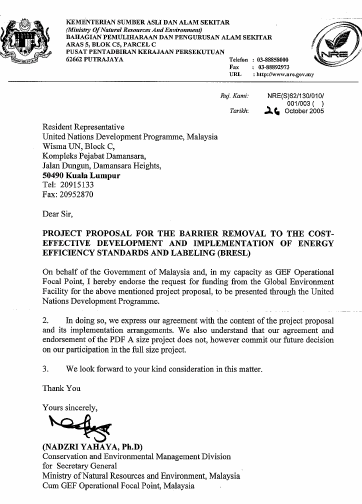 KEMENTERIAN SUMBER ASLI DAN ALAM SEKITAR
(Ministry Of Natural Resources And Environment)
BAHAGIAN PEMULIHARAAN DAN PENGURUSAN ALAM SEKITAR
ARAS 5, BLOK C5, PARCEL C
PUSAT PENTADBIRAN KERAJAAN PERSEKUTUAN
62662 PUTRAJAYA
Telefon : 03-88858000
Fax : 03-88892973
URL : http://www.nre.gov.my
NRE
Ruj. Kami: NRE(S)62/130/010/
001/003 ( )
Tarikh: 26 October 2005
Resident Representative
United Nations Development Programme, Malaysia
Wisma UN, Block C,
Kompleks Pejabat Damansara,
Jalan Dungun, Damansara Heights,
50490 Kuala Lumpur
Tel: 20915133
Fax: 20952870
Dear Sir,
PROJECT PROPOSAL FOR THE BARRIER REMOVAL TO THE COST-
EFFECTIVE DEVELOPMENT AND IMPLEMENTATION OF ENERGY
EFFICIENCY STANDARDS AND LABELING (BRESL)
On behalf of the Government of Malaysia and, in my capacity as GEF Operational
Focal Point, I hereby endorse the request for funding from the Global Environment
Facility for the above mentioned project proposal, to be presented through the United
Nations Development Programme.
2. In doing so, we express our agreement with the content of the project proposal
and its implementation arrangements. We also understand that our agreement and
endorsement of the PDF A size project does not, however commit our future decision
on our participation in the full size project.
3. We look forward to your kind consideration in this matter.
Thank You
Yours sincerely,
(NADZRI YAHAYA, Ph.D)
Conservation and Environmental Management Division
for Secretary General
Ministry of Natural Resources and Environment, Malaysia
Cum GEF Operational Focal Point, Malaysia